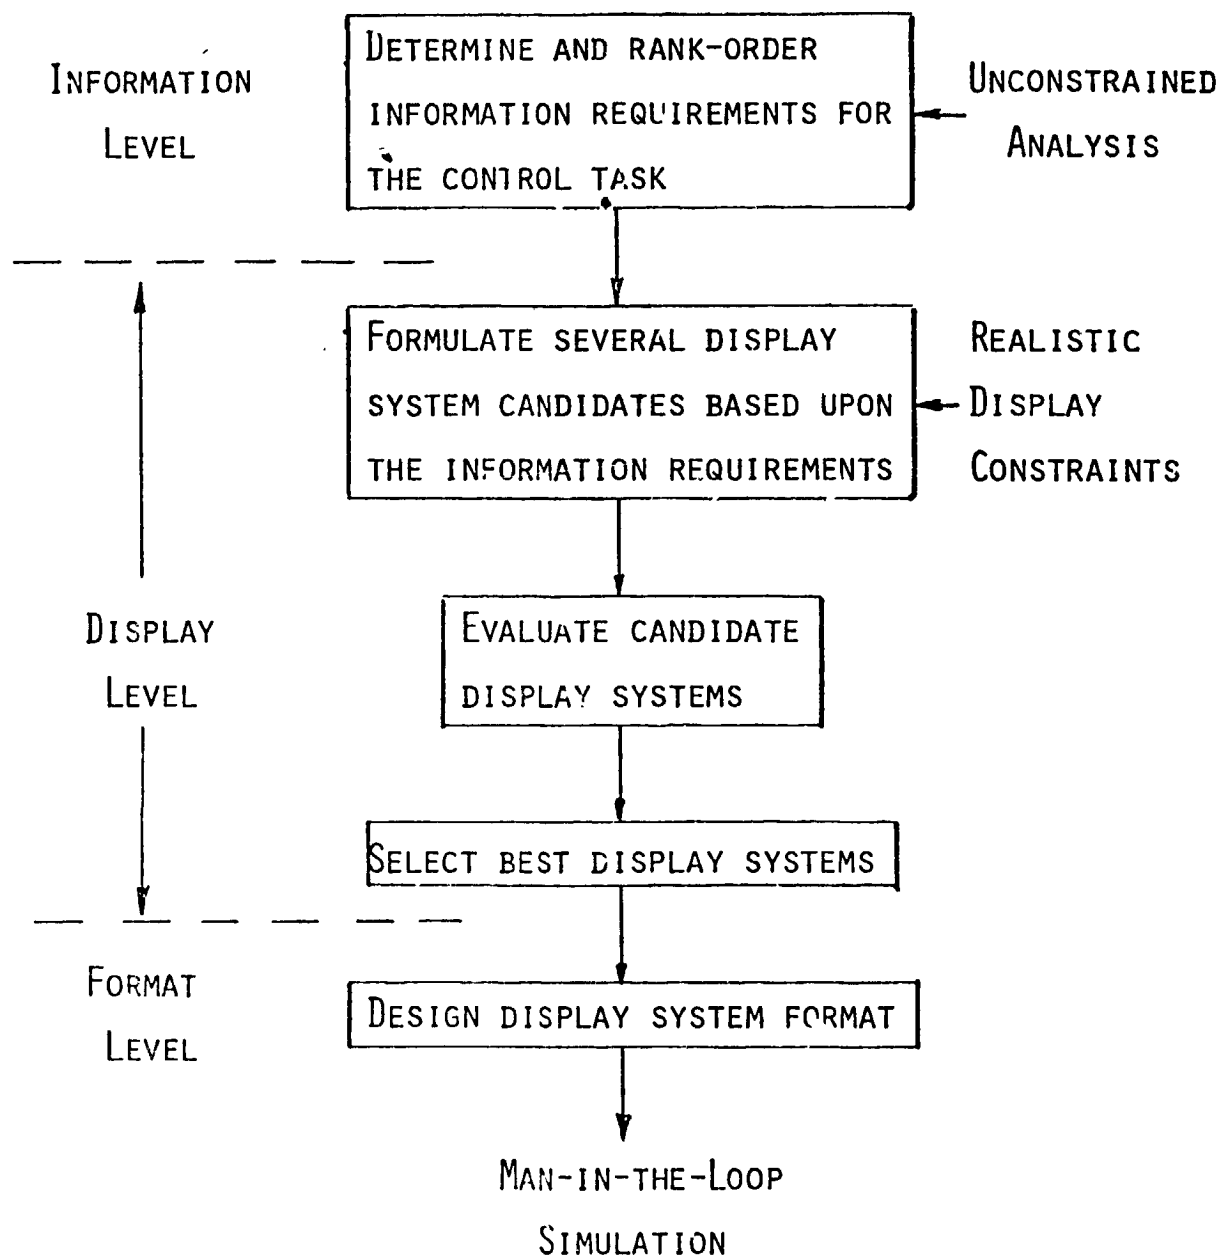 INFORMATION
LEVEL
DETERMINE AND RANK-ORDER
INFORMATION REQUIREMENTS FOR
THE CONTROL TASK
UNCONSTRAINED
ANALYSIS
FORMULATE SEVERAL DISPLAY
SYSTEM CANDIDATES BASED UPON
THE INFORMATION REQUIREMENTS
REALISTIC
DISPLAY
CONSTRAINTS
DISPLAY
LEVEL
EVALUATE CANDIDATE
DISPLAY SYSTEMS
SELECT BEST DISPLAY SYSTEMS
FORMAT
LEVEL
DESIGN DISPLAY SYSTEM FORMAT
MAN-IN-THE-LOOP
SIMULATION